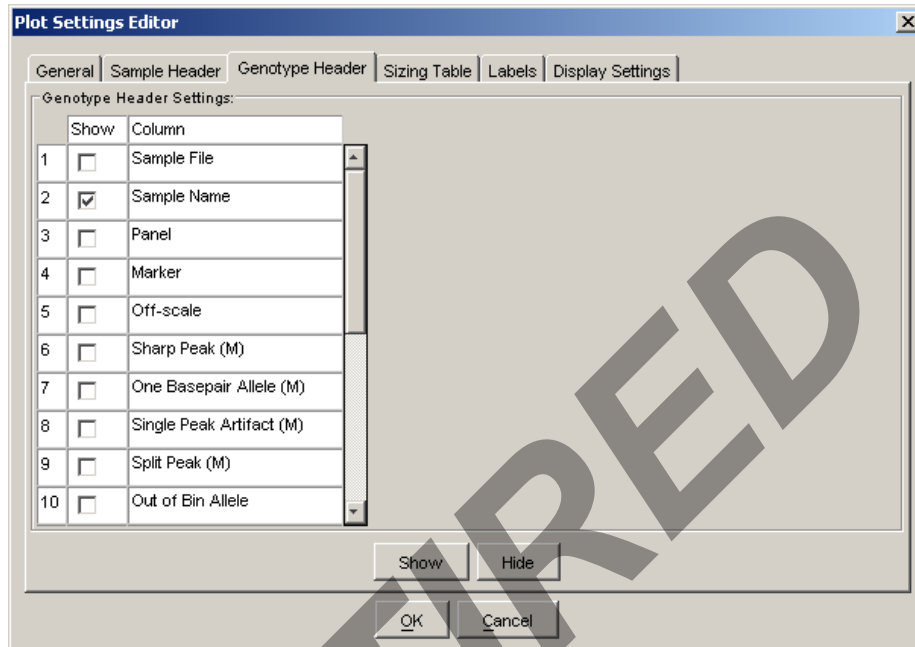 Plot Settings Editor
General Sample Header Genotype Header Sizing Table Labels Display Settings
Genotype Header Settings:
Show Column
1 Sample File
2 Sample Name
3 Panel
4 Marker
5 Off-scale
6 Sharp Peak (M)
7 One Basepair Allele (M)
8 Single Peak Artifact (M)
9 Split Peak (M)
10 Out of Bin Allele
Show Hide
OK Cancel
TIRED